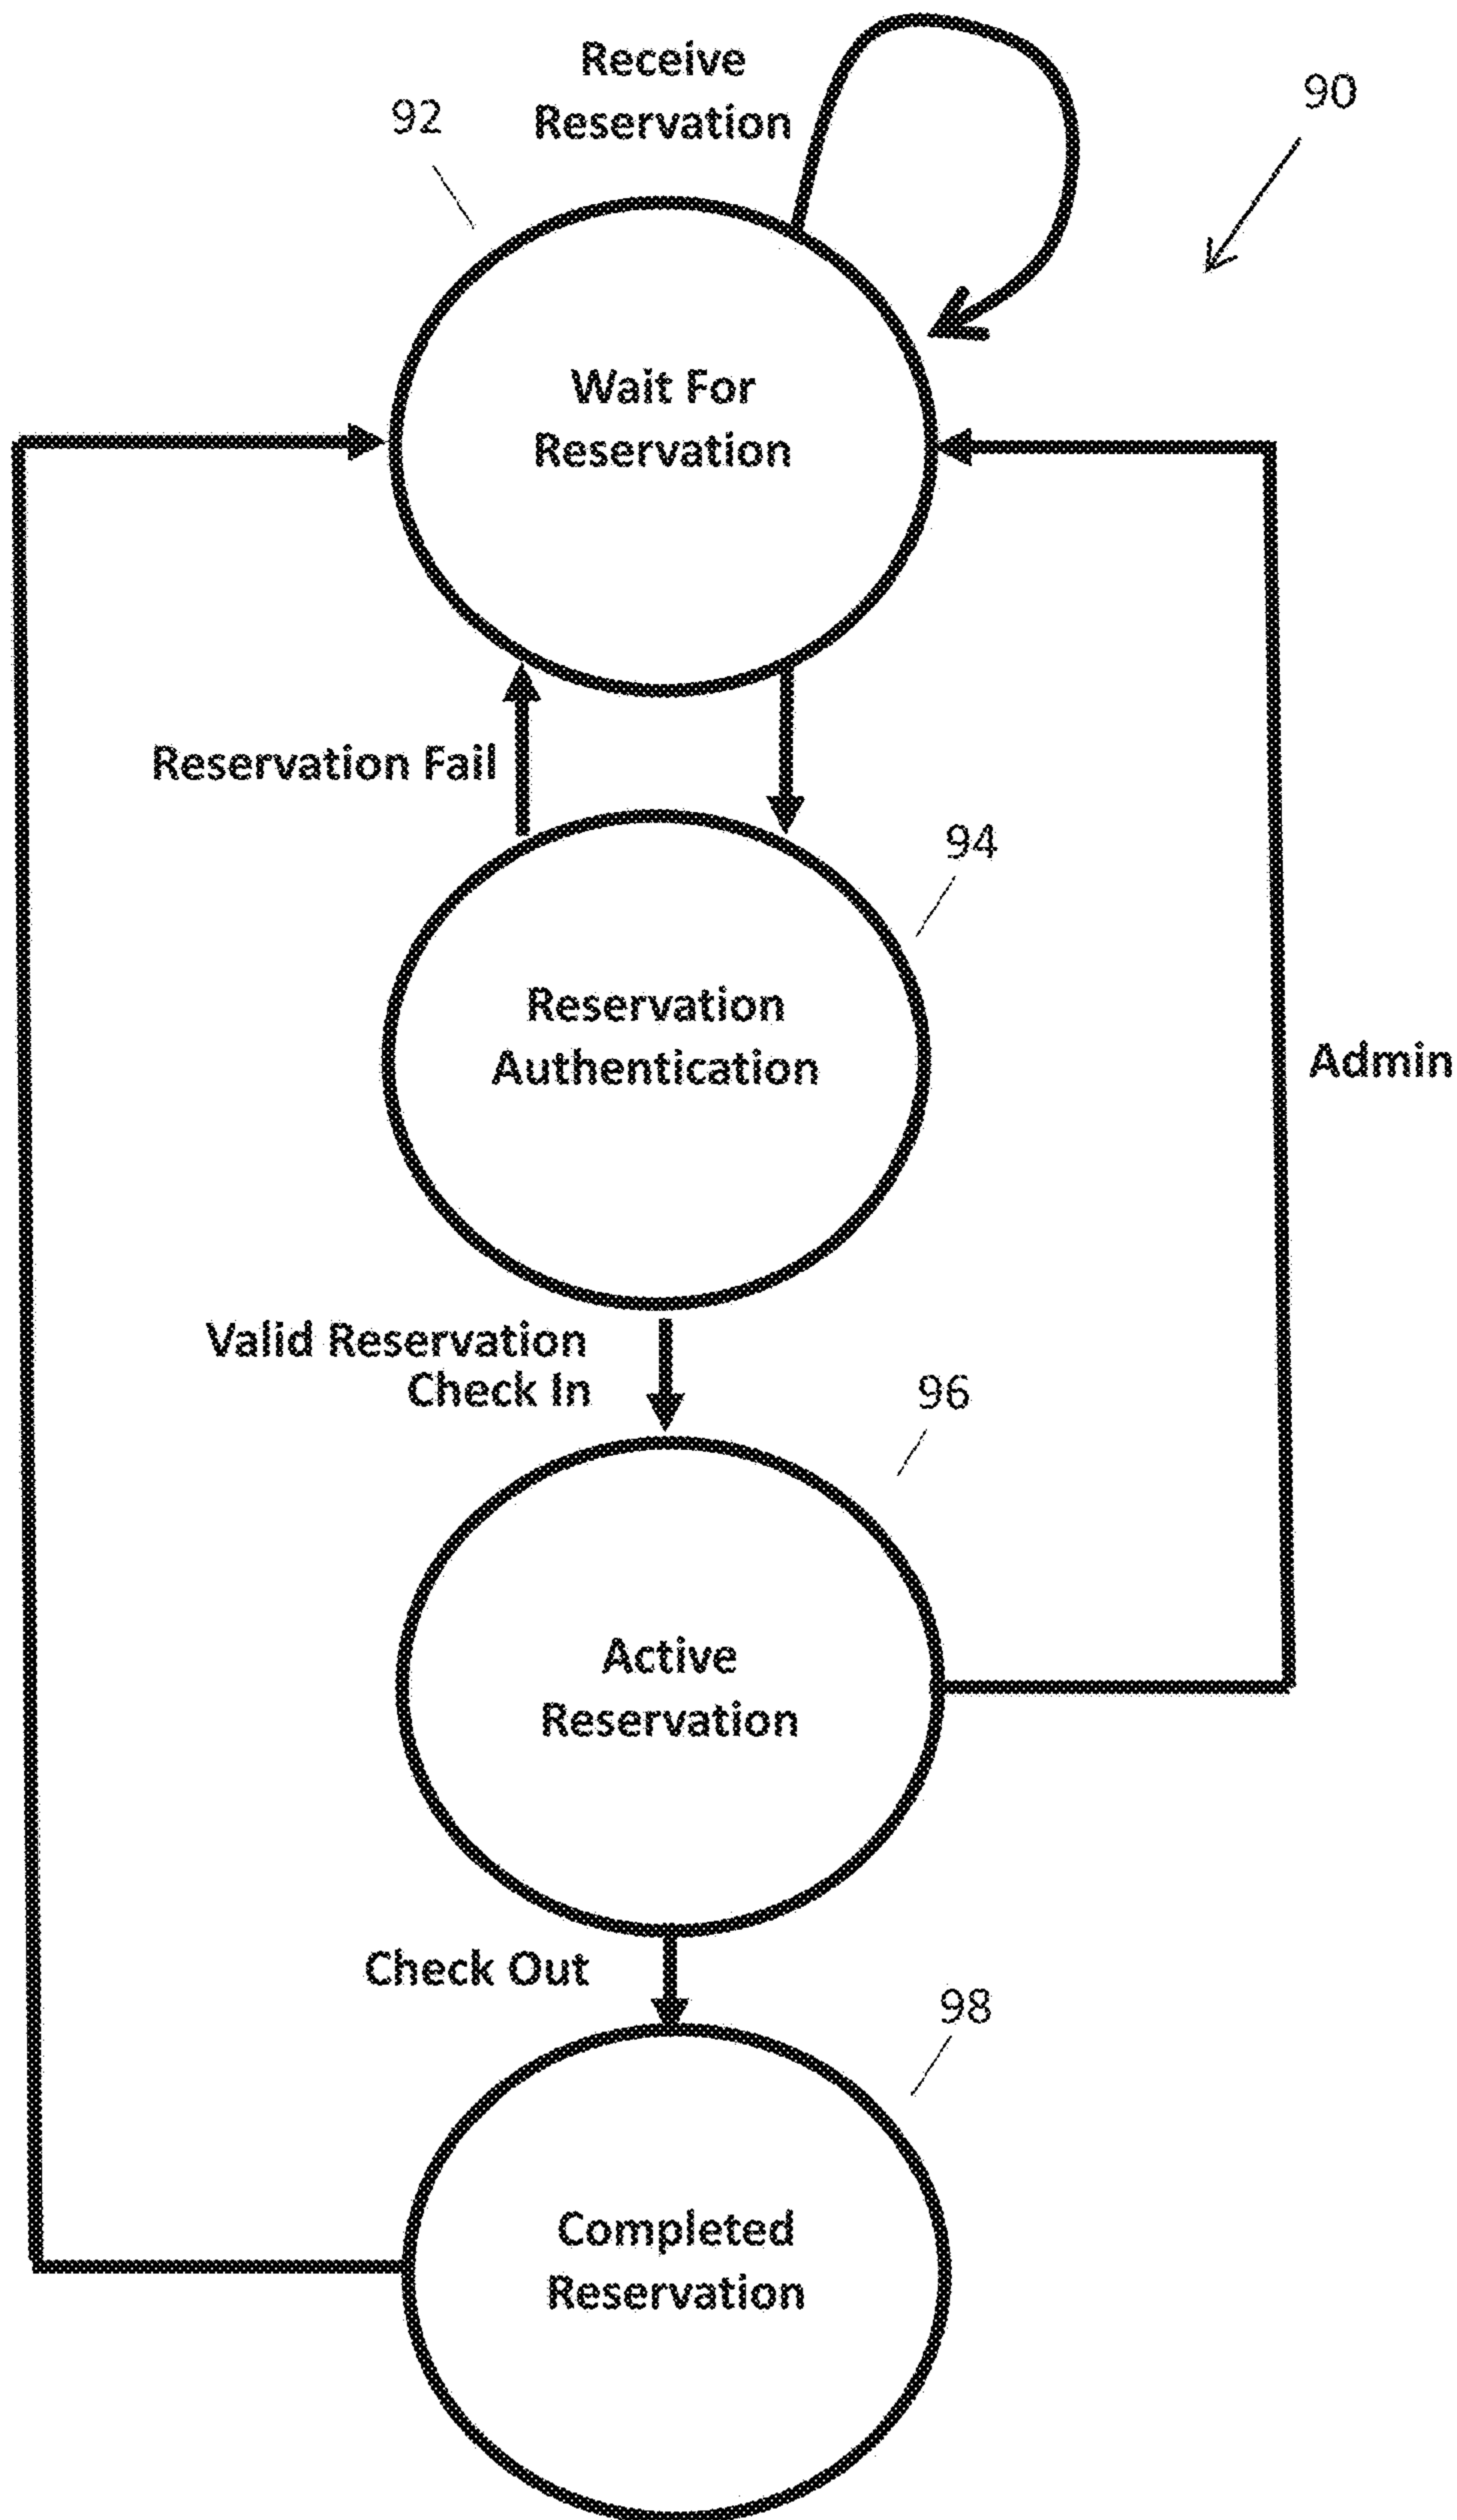 Receive
Reservation
90
92
Wait For
Reservation
Reservation Fail
94
Reservation
Authentication
Admin
Valid Reservation
Check In
96
Active
Reservation
Check Out
98
Completed
Reservation